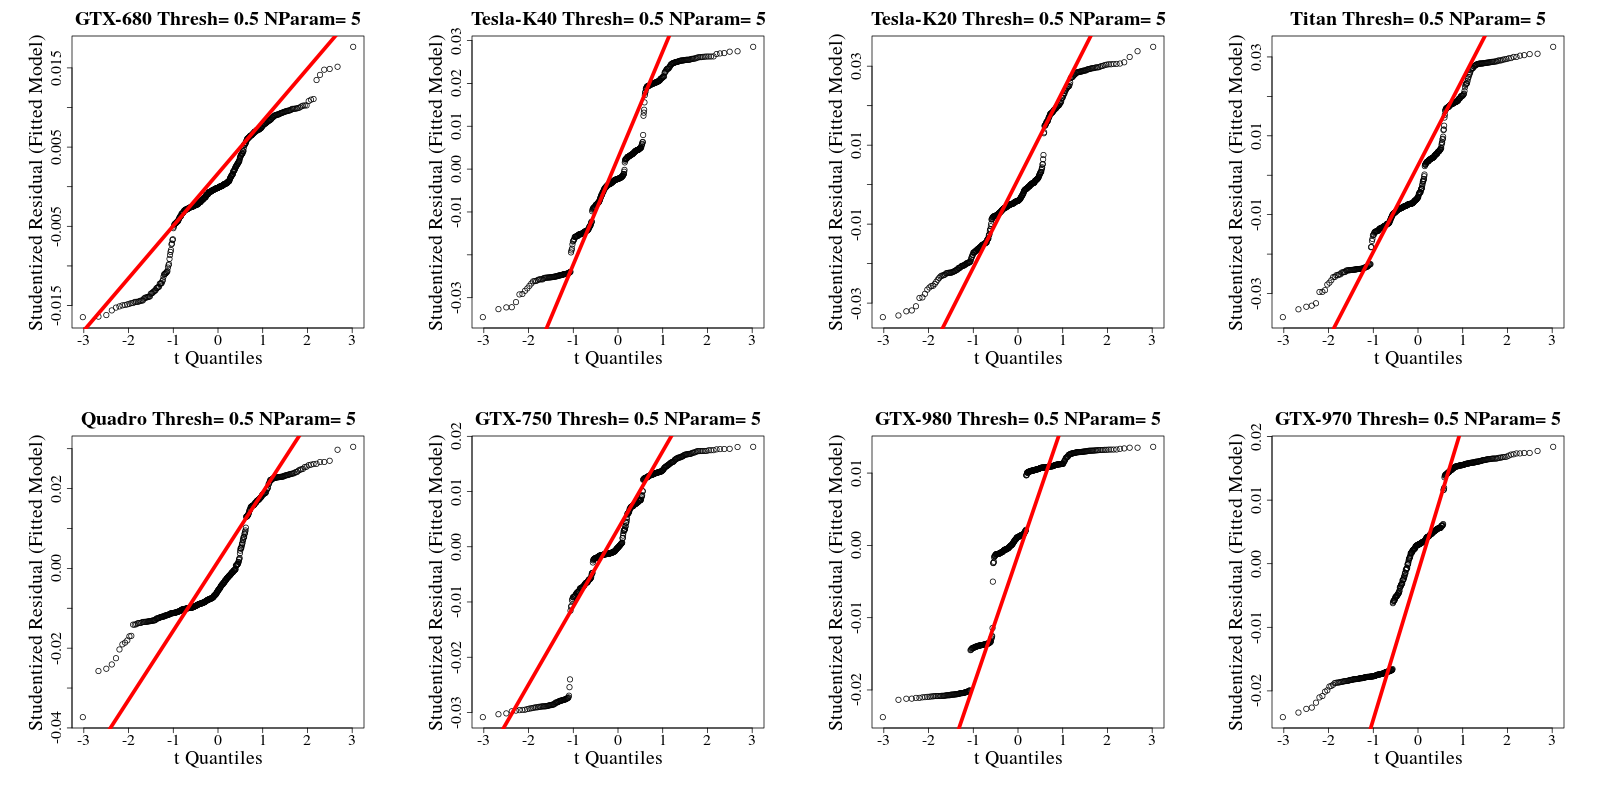 GTX-680 Thresh= 0.5 NParam= 5
Studentized Residual (Fitted Model)
0.015
0.005
-0.005
-0.015
-3 -2 -1 0 1 2 3
t Quantiles
Tesla-K40 Thresh= 0.5 NParam= 5
Studentized Residual (Fitted Model)
0.03
0.02
0.01
0.00
-0.01
-0.03
-3 -2 -1 0 1 2 3
t Quantiles
Tesla-K20 Thresh= 0.5 NParam= 5
Studentized Residual (Fitted Model)
0.03
0.01
-0.01
-0.03
-3 -2 -1 0 1 2 3
t Quantiles
Titan Thresh= 0.5 NParam= 5
Studentized Residual (Fitted Model)
0.03
0.01
-0.01
-0.03
-3 -2 -1 0 1 2 3
t Quantiles
Quadro Thresh= 0.5 NParam= 5
Studentized Residual (Fitted Model)
0.02
0.00
-0.02
-0.04
-3 -2 -1 0 1 2 3
t Quantiles
GTX-750 Thresh= 0.5 NParam= 5
Studentized Residual (Fitted Model)
0.02
0.01
0.00
-0.01
-0.02
-0.03
-3 -2 -1 0 1 2 3
t Quantiles
GTX-980 Thresh= 0.5 NParam= 5
Studentized Residual (Fitted Model)
0.01
0.00
-0.01
-0.02
-3 -2 -1 0 1 2 3
t Quantiles
GTX-970 Thresh= 0.5 NParam= 5
Studentized Residual (Fitted Model)
0.02
0.01
0.00
-0.01
-0.02
-3 -2 -1 0 1 2 3
t Quantiles